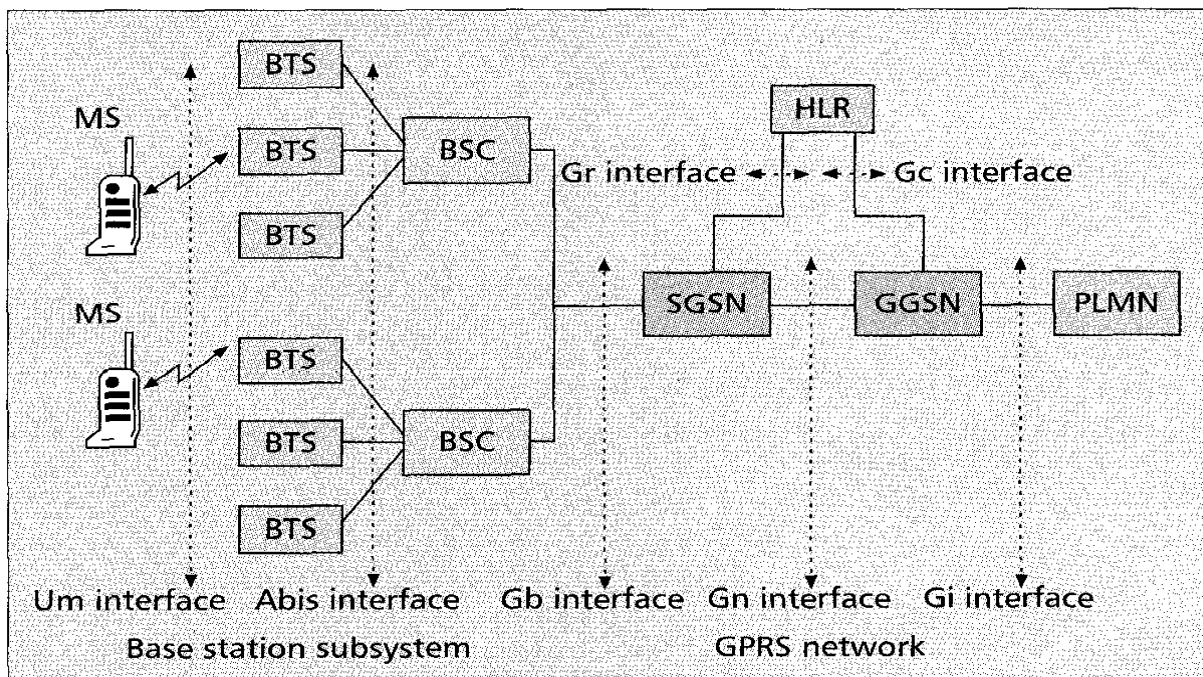 BTS
HLR
MS
BTS
BSC
Gr interface
Gc interface
BTS
SGSN
GGSN
PLMN
MS
BTS
BTS
BSC
BTS
Um interface
Abis interface
Gb interface
Gn interface
Gi interface
Base station subsystem
GPRS network